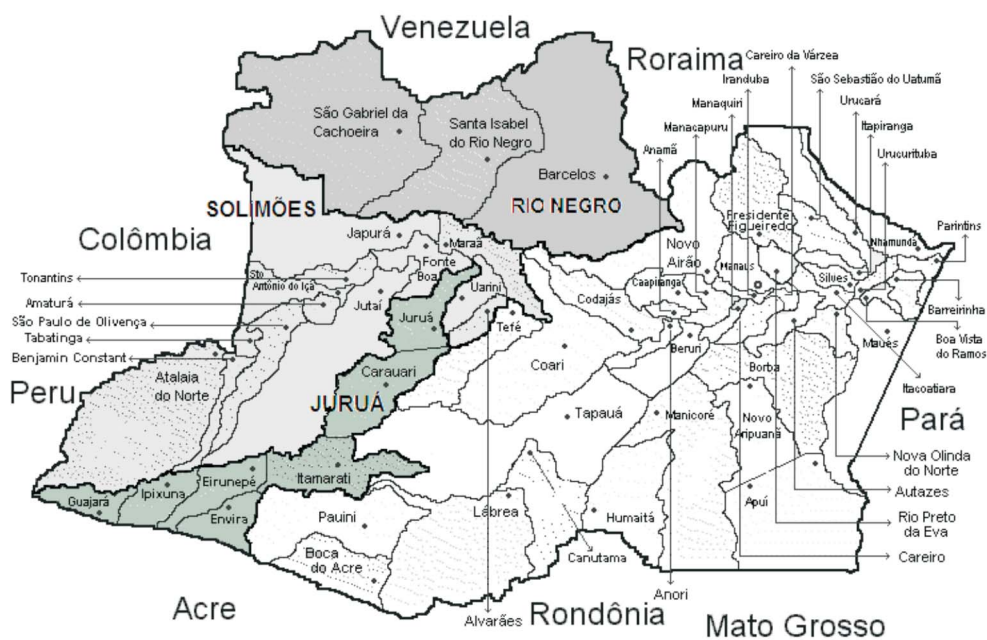 Venezuela
Roraima
Careiro da Várzea
Iranduba
São Sebastião do Uatumã
Manaquiri
Urucará
Manacapuru
Itapiranga
Anamã
Urucurituba
São Gabriel da
Cachoeira
Santa Isabel
do Rio Negro
Barcelos
SOLIMÕES
RIO NEGRO
Colômbia
Japurá
Maraã
Presidente
Figueiredo
Parintins
Nhamundá
Novo
Airão
Manaus
Silves
Tonantins
Sto
Antônio do Içá
Fonte
Boa
Uarini
Caapiranga
Codajás
Amaturá
Jutaí
Barreirinha
São Paulo de Olivença
Juruá
Tefé
Tabatinga
Beruri
Maués
Boa Vista
do Ramos
Benjamin Constant
Atalaia
do Norte
Carauari
Coari
Borba
Itacoatiara
Peru
JURUÁ
Tapauá
Manicoré
Novo
Aripuanã
Pará
Nova Olinda
do Norte
Guajará
Ipixuna
Eirunepé
Itamarati
Autazes
Envira
Pauini
Lábrea
Humaitá
Apuí
Rio Preto
da Eva
Boca
do Acre
Canutama
Careiro
Anori
Acre
Alvarães
Rondônia
Mato Grosso